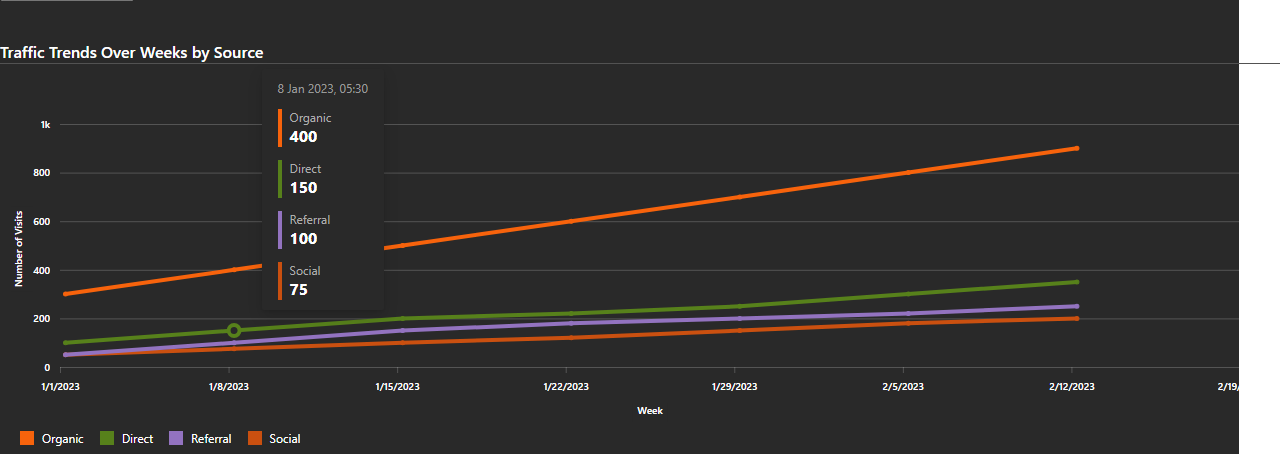 Traffic Trends Over Weeks by Source
8 Jan 2023, 05:30
Organic
400
Direct
150
Referral
100
Social
75
1k
800
600
400
200
0
Number of Visits
1/1/2023
1/8/2023
1/15/2023
1/22/2023
1/29/2023
2/5/2023
2/12/2023
2/19/
Week
Organic
Direct
Referral
Social